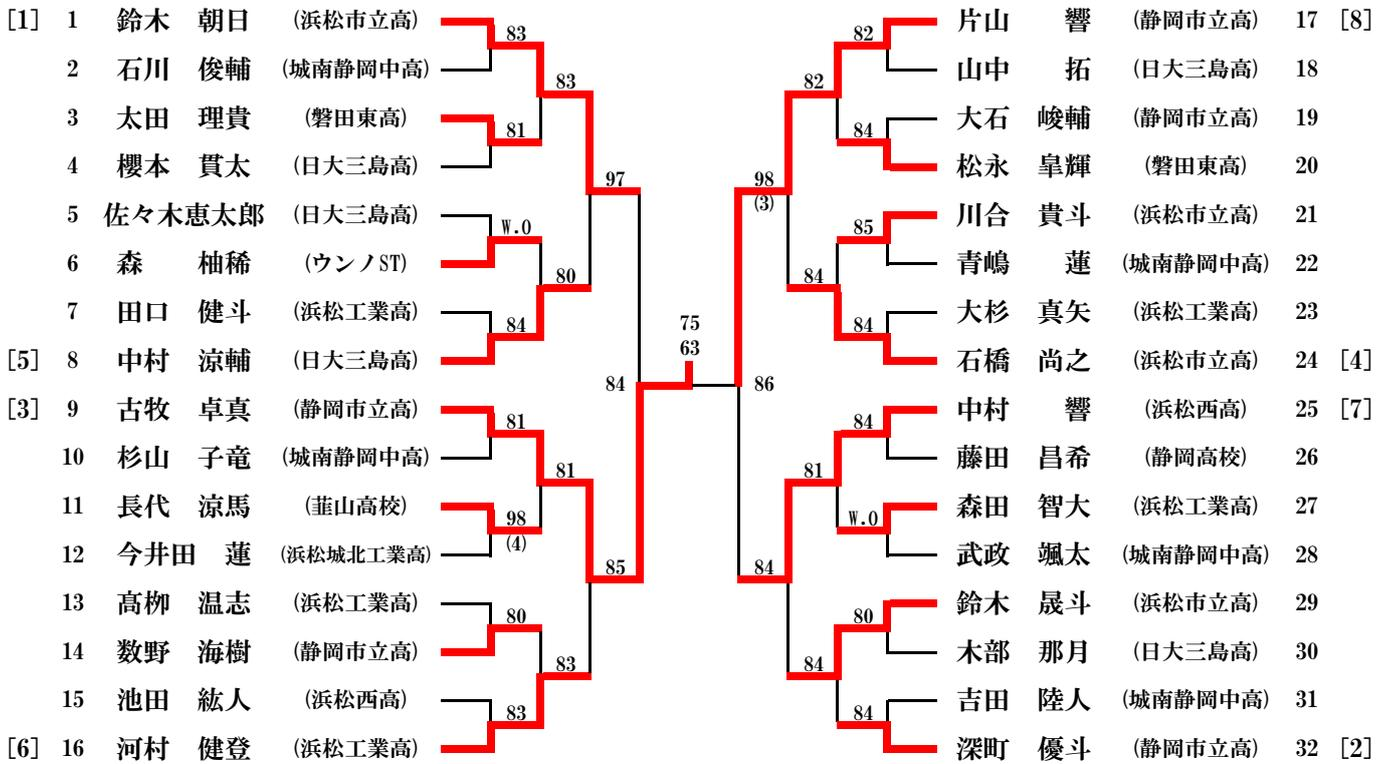 [1] 1 鈴木 朝日 (浜松市立高)
2 石川 俊輔 (城南静岡中高)
3 太田 理貴 (磐田東高)
4 櫻本 貫太 (日大三島高)
5 佐々木恵太郎 (日大三島高)
6 森 柚稀 (ウンノST)
7 田口 健斗 (浜松工業高)
[5] 8 中村 涼輔 (日大三島高)
[3] 9 古牧 卓真 (静岡市立高)
10 杉山 子竜 (城南静岡中高)
11 長代 涼馬 (韮山高校)
12 今井田 蓮 (浜松城北工業高)
13 髙栁 温志 (浜松工業高)
14 数野 海樹 (静岡市立高)
15 池田 紘人 (浜松西高)
[6] 16 河村 健登 (浜松工業高)
83
81
W.O
84
81
98
(4)
80
83
83
80
81
83
97
85
84
75
63
86
98
(3)
84
82
84
81
84
82
84
85
84
84
W.O
80
84
片山 響 (静岡市立高) 17 [8]
山中 拓 (日大三島高) 18
大石 峻輔 (静岡市立高) 19
松永 皐輝 (磐田東高) 20
川合 貴斗 (浜松市立高) 21
青嶋 蓮 (城南静岡中高) 22
大杉 真矢 (浜松工業高) 23
石橋 尚之 (浜松市立高) 24 [4]
中村 響 (浜松西高) 25 [7]
藤田 昌希 (静岡高校) 26
森田 智大 (浜松工業高) 27
武政 颯太 (城南静岡中高) 28
鈴木 晟斗 (浜松市立高) 29
木部 那月 (日大三島高) 30
吉田 陸人 (城南静岡中高) 31
深町 優斗 (静岡市立高) 32 [2]